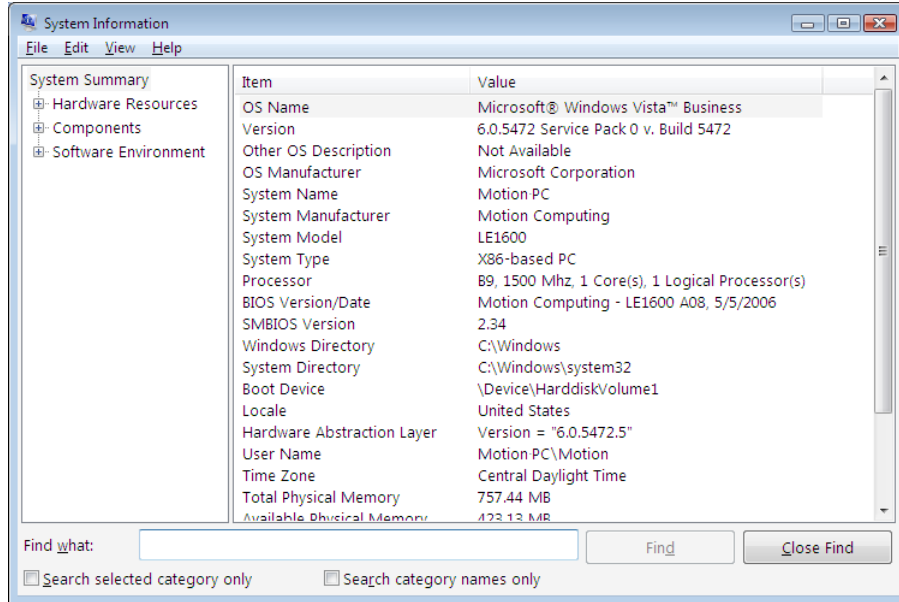 System Information
File Edit View Help
System Summary
Hardware Resources
Components
Software Environment
Item Value
OS Name Microsoft® Windows Vista™ Business
Version 6.0.5472 Service Pack 0 v. Build 5472
Other OS Description Not Available
OS Manufacturer Microsoft Corporation
System Name Motion-PC
System Manufacturer Motion Computing
System Model LE1600
System Type X86-based PC
Processor B9, 1500 Mhz, 1 Core(s), 1 Logical Processor(s)
BIOS Version/Date Motion Computing - LE1600 A08, 5/5/2006
SMBIOS Version 2.34
Windows Directory C:\Windows
System Directory C:\Windows\system32
Boot Device \Device\HarddiskVolume1
Locale United States
Hardware Abstraction Layer Version = "6.0.5472.5"
User Name Motion-PC\Motion
Time Zone Central Daylight Time
Total Physical Memory 757.44 MB
Available Physical Memory 423.13 MB
Find what: Find Close Find
Search selected category only Search category names only